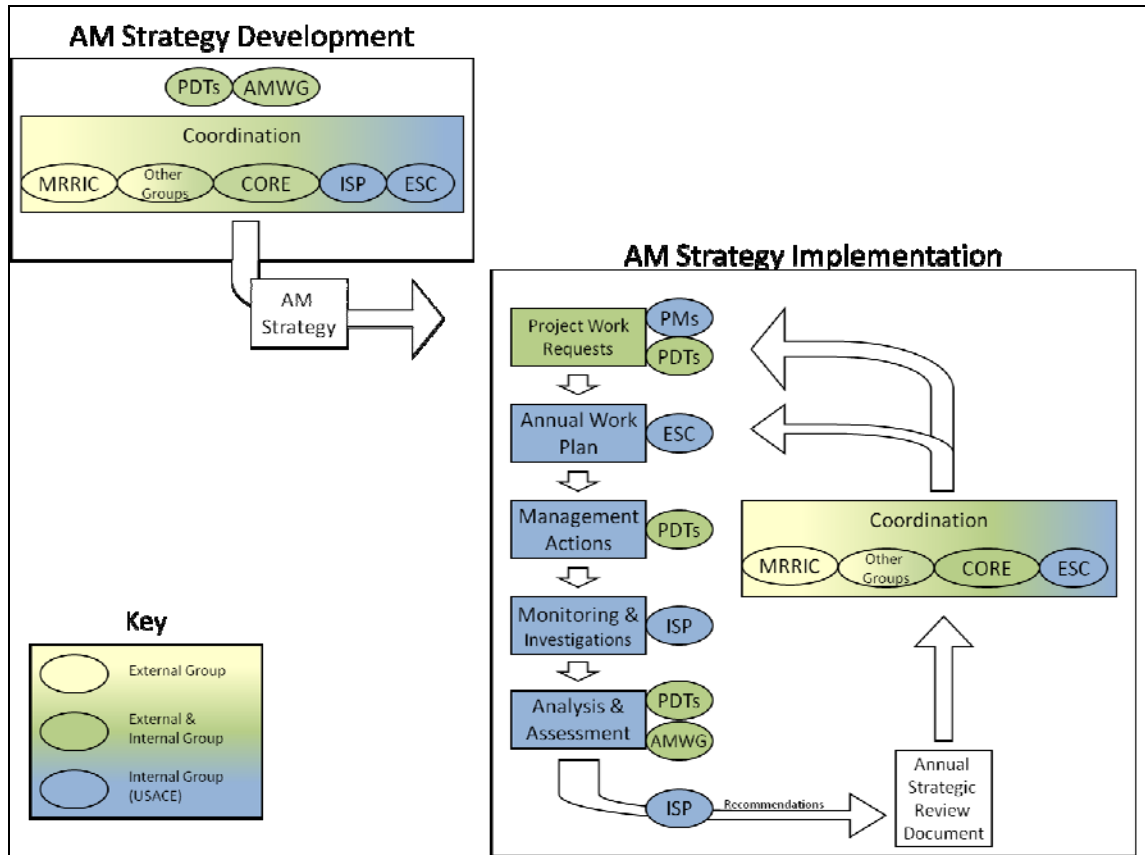 AM Strategy Development
PDTs
AMWG
Coordination
MRRIC
Other
Groups
CORE
ISP
ESC
AM
Strategy
AM Strategy Implementation
Project Work
Requests
PMs
PDTs
Annual Work
Plan
ESC
Management
Actions
PDTs
Monitoring &
Investigations
ISP
Analysis &
Assessment
PDTs
AMWG
ISP
Recommendations
Annual
Strategic
Review
Document
Coordination
MRRIC
Other
Groups
CORE
ESC
Key
External Group
External &
Internal Group
Internal Group
(USACE)